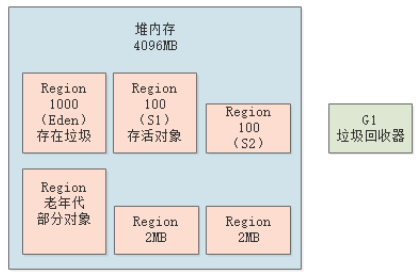 堆内存
4096MB
Region
1000
（Eden）
存在垃圾
Region
100
（S1）
存活对象
Region
100
（S2）
G1
垃圾回收器
Region
老年代
部分对象
Region
2MB
Region
2MB